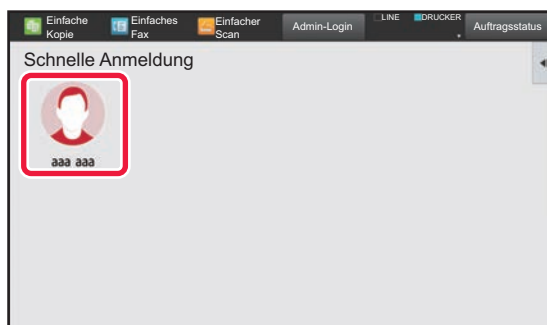 Einfache Kopie
Einfaches Fax
Einfacher Scan
Admin-Login
LINE
DRUCKER
Auftragsstatus
Schnelle Anmeldung
aaa aaa